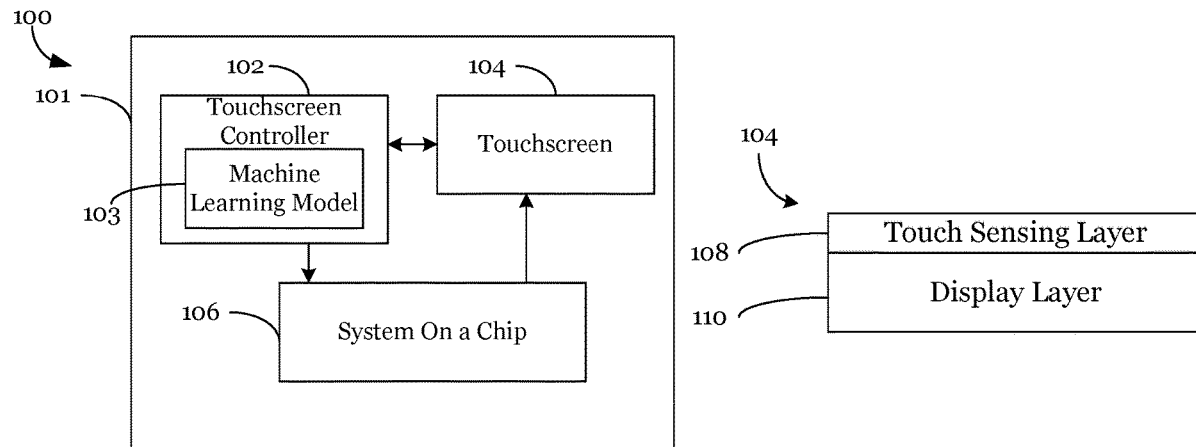 100
101
102
Touchscreen
Controller
Machine
Learning Model
103
104
Touchscreen
106
System On a Chip
104
108
Touch Sensing Layer
110
Display Layer